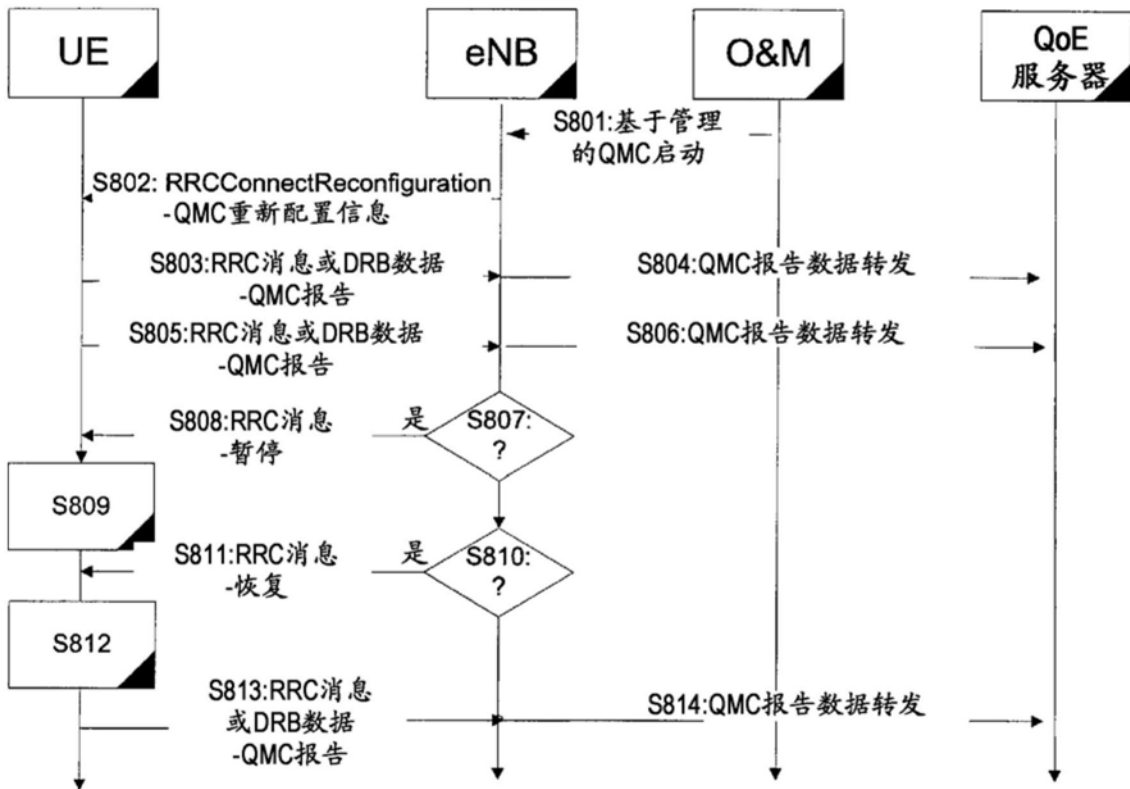 UE
eNB
O&M
QoE
服务器
S801:基于管理
的QMC启动
S802: RRCConnectReconfiguration
-QMC重新配置信息
S803:RRC消息或DRB数据
-QMC报告
S804:QMC报告数据转发
S805:RRC消息或DRB数据
-QMC报告
S806:QMC报告数据转发
S808:RRC消息
-暂停
是
S807:
?
S809
S811:RRC消息
-恢复
是
S810:
?
S812
S813:RRC消息
或DRB数据
-QMC报告
S814:QMC报告数据转发